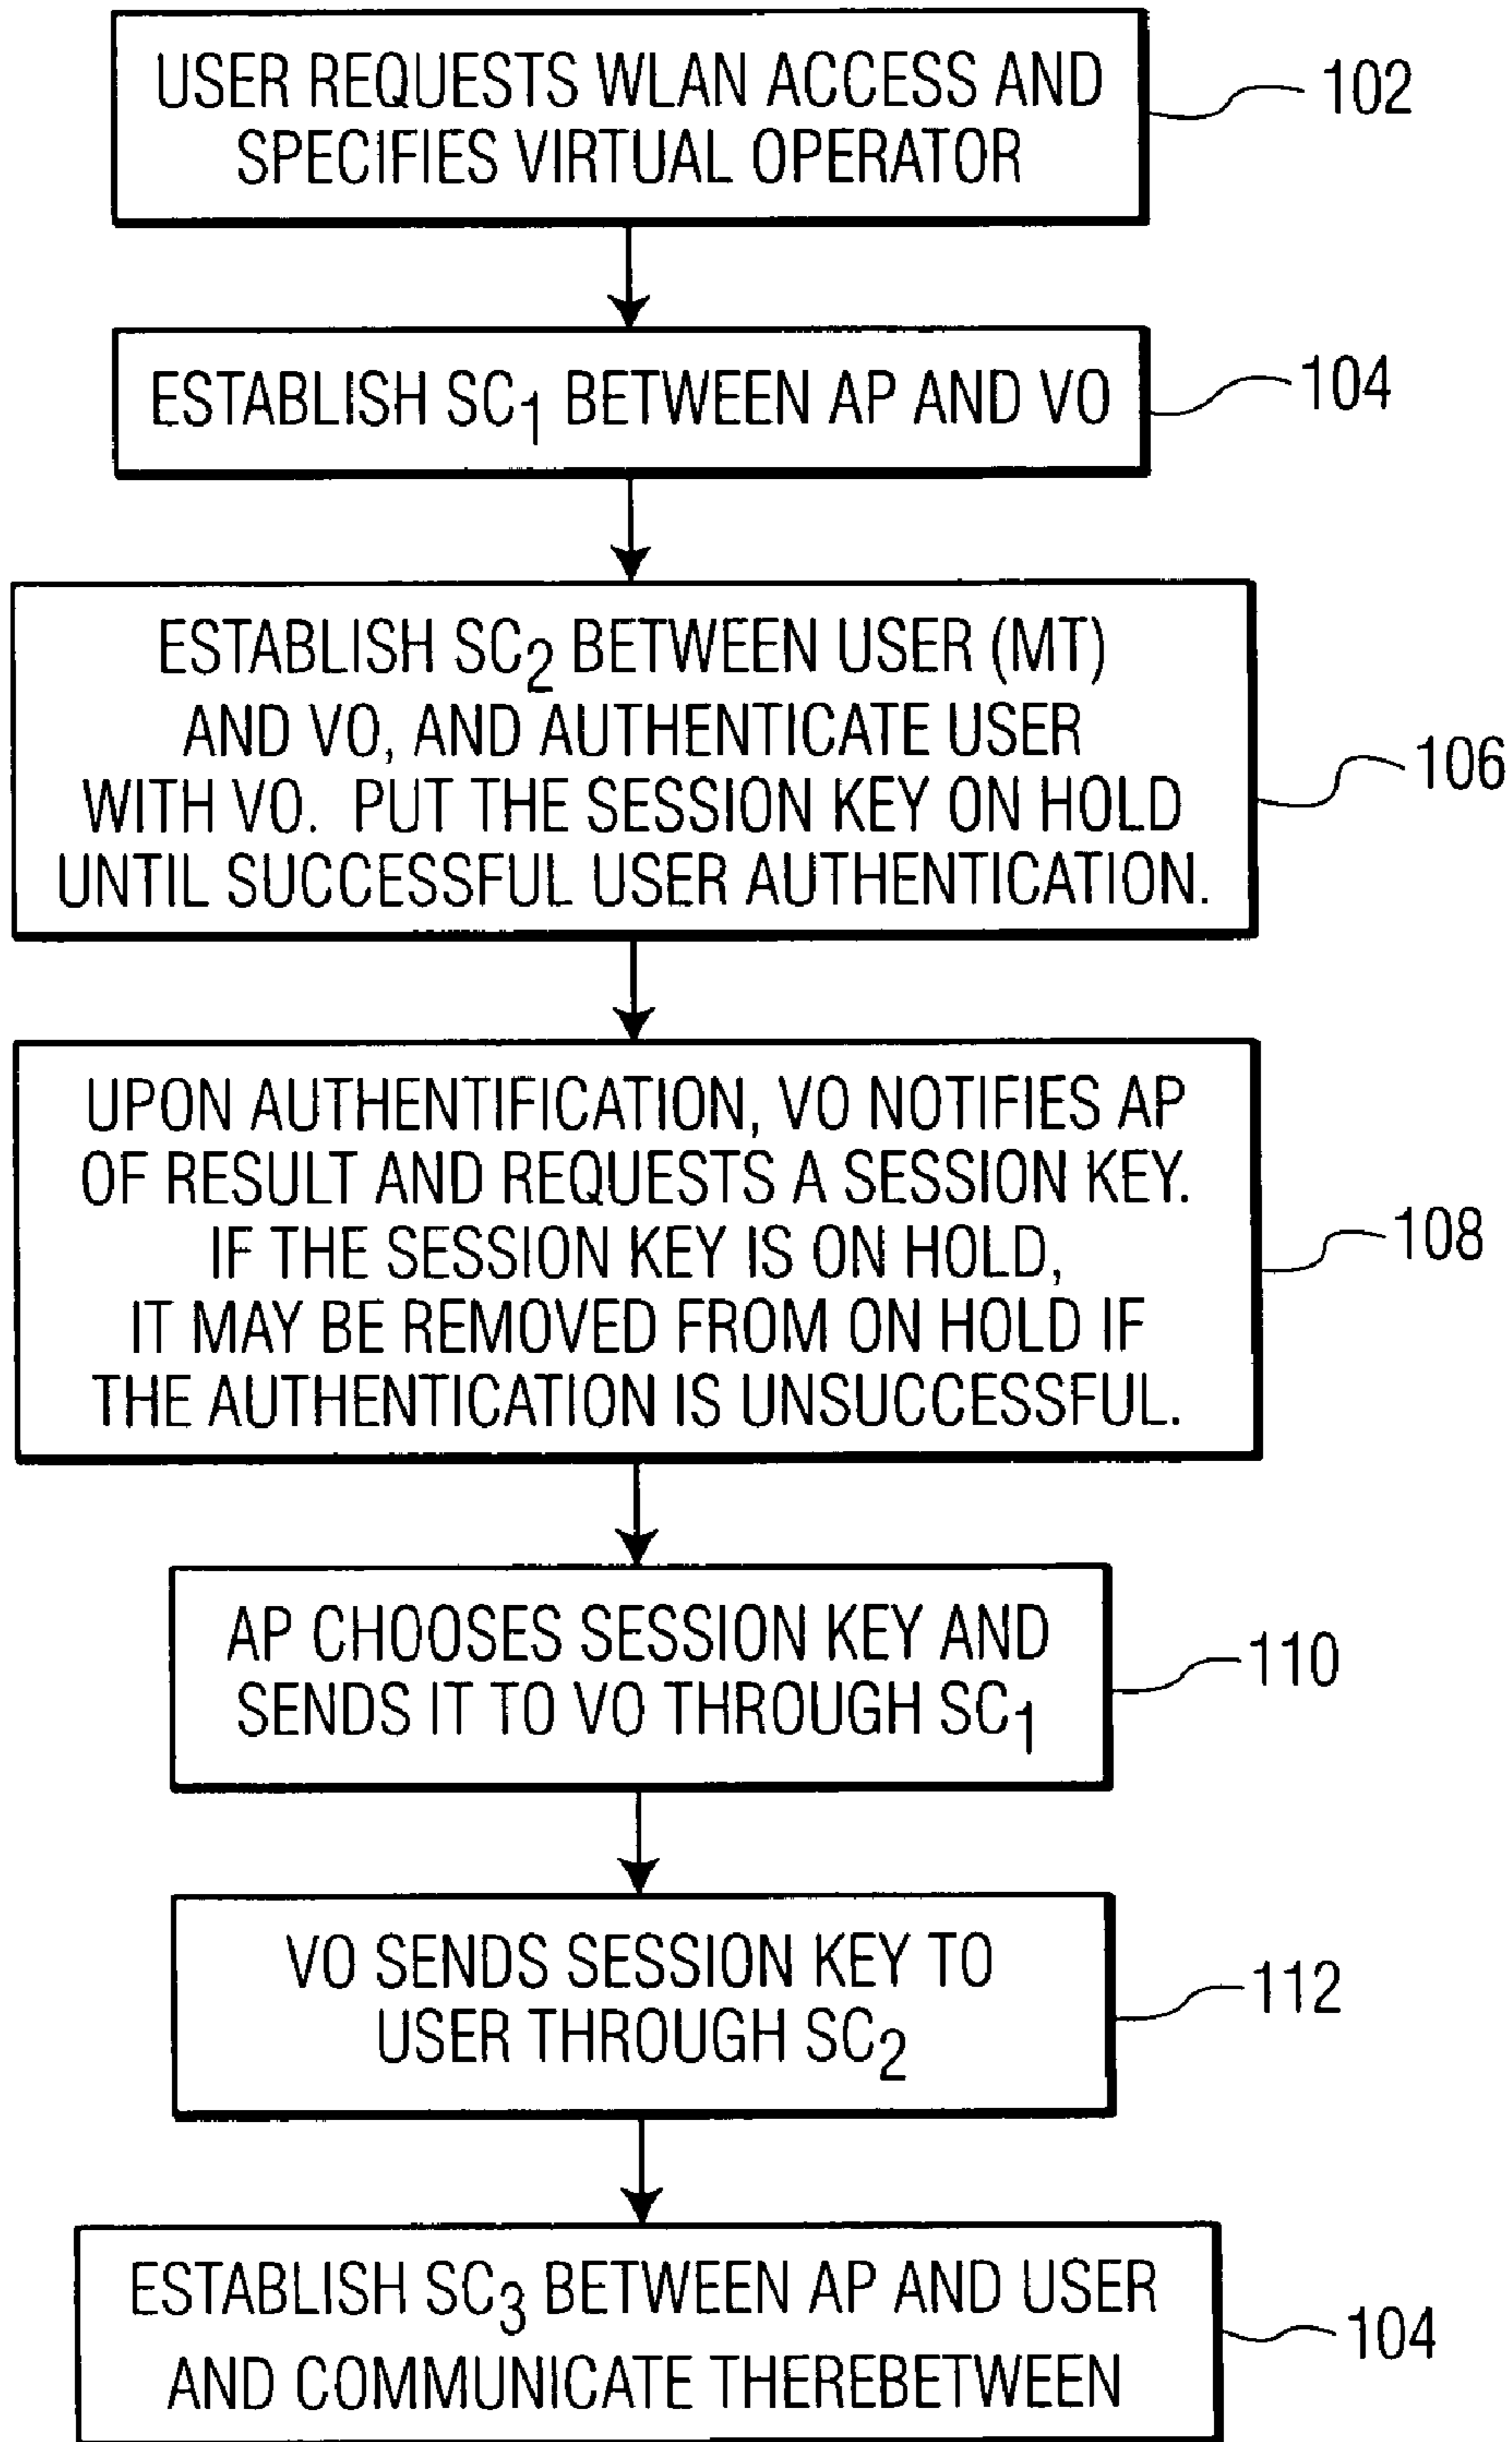 USER REQUESTS WLAN ACCESS AND
SPECIFIES VIRTUAL OPERATOR
102
ESTABLISH SC1 BETWEEN AP AND VO
104
ESTABLISH SC2 BETWEEN USER (MT)
AND VO, AND AUTHENTICATE USER
WITH VO. PUT THE SESSION KEY ON HOLD
UNTIL SUCCESSFUL USER AUTHENTICATION.
106
UPON AUTHENTIFICATION, VO NOTIFIES AP
OF RESULT AND REQUESTS A SESSION KEY.
IF THE SESSION KEY IS ON HOLD,
IT MAY BE REMOVED FROM ON HOLD IF
THE AUTHENTICATION IS UNSUCCESSFUL.
108
AP CHOOSES SESSION KEY AND
SENDS IT TO VO THROUGH SC1
110
VO SENDS SESSION KEY TO
USER THROUGH SC2
112
ESTABLISH SC3 BETWEEN AP AND USER
AND COMMUNICATE THEREBETWEEN
104